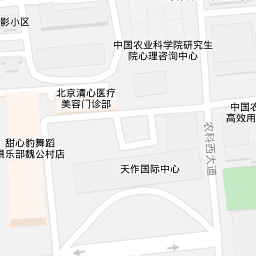 影小区
中国农业科学院研究生
院心理咨询中心
北京清心医疗
美容门诊部
中国农
高效用
农科西大道
甜心豹舞蹈
俱乐部魏公村店
天作国际中心